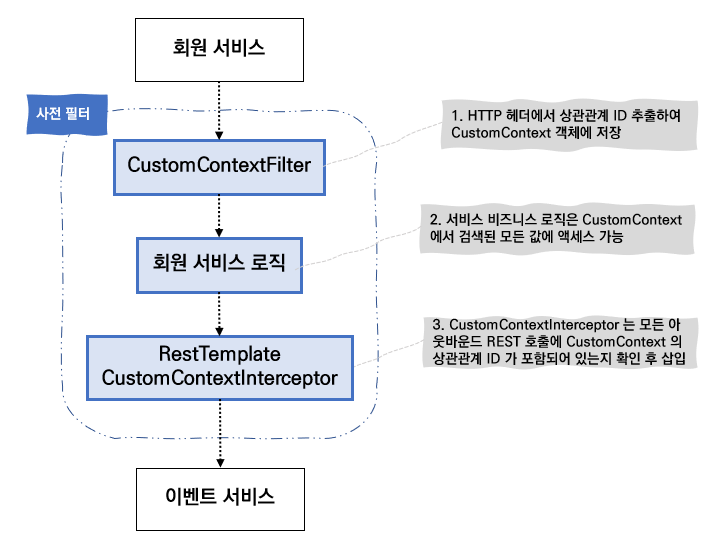 회원 서비스
사전 필터
CustomContextFilter
1. HTTP 헤더에서 상관관계 ID 추출하여
CustomContext 객체에 저장
회원 서비스 로직
2. 서비스 비즈니스 로직은 CustomContext
에서 검색된 모든 값에 액세스 가능
RestTemplate
CustomContextInterceptor
3. CustomContextInterceptor 는 모든 아
웃바운드 REST 호출에 CustomContext 의
상관관계 ID 가 포함되어 있는지 확인 후 삽입
이벤트 서비스